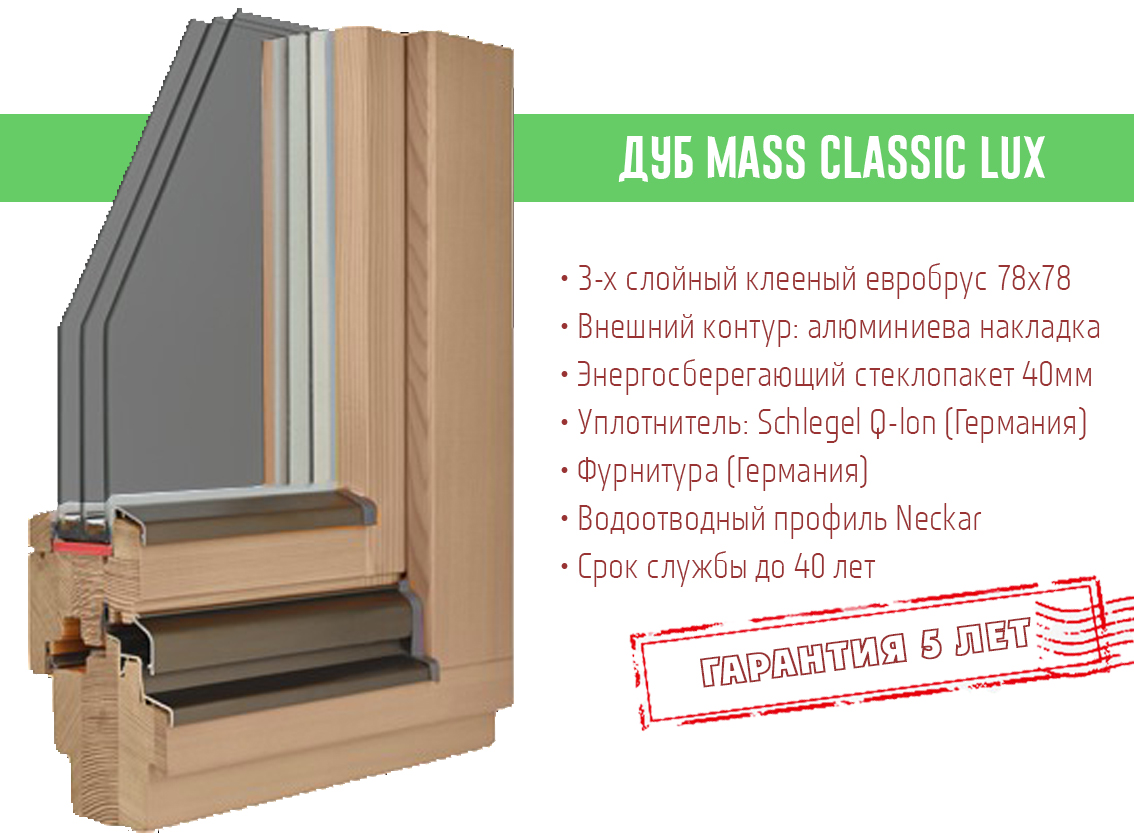 ДУБ MASS CLASSIC LUX
• 3-х слойный клееный евробрус 78х78
• Внешний контур: алюминиева накладка
• Энергосберегающий стеклопакет 40мм
• Уплотнитель: Schlegel Q-lon (Германия)
• Фурнитура (Германия)
• Водоотводный профиль Neckar
• Срок службы до 40 лет
ГАРАНТИЯ 5 ЛЕТ